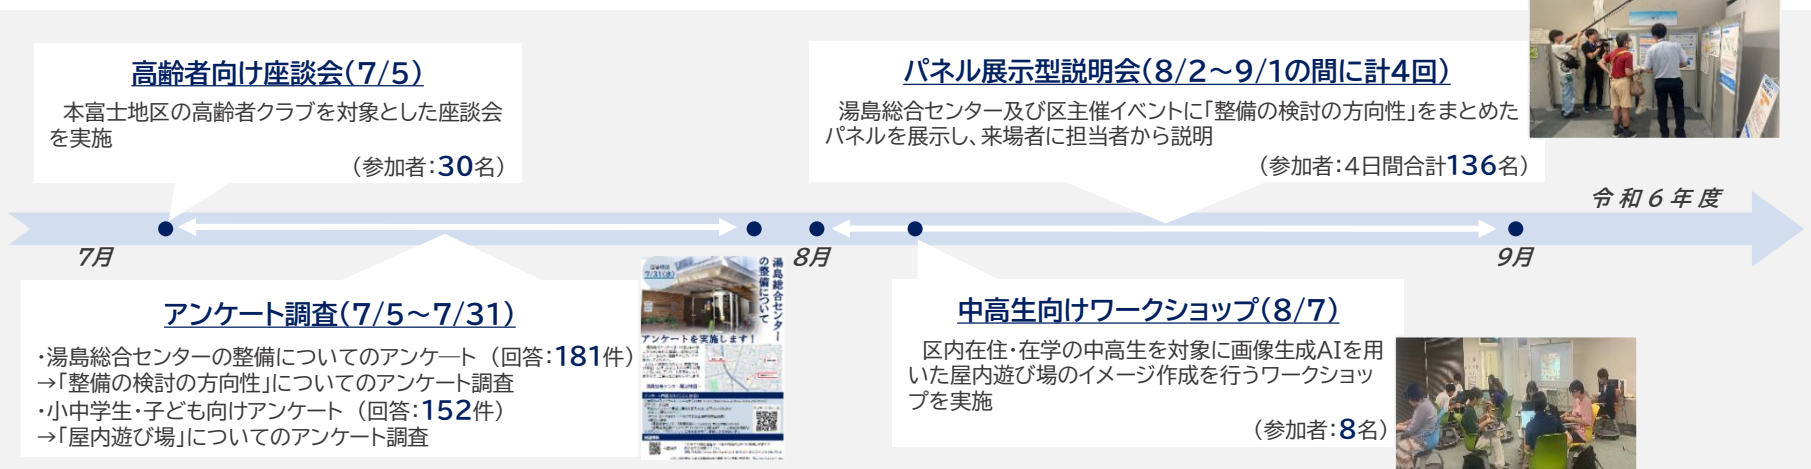 高齢者向け座談会(7/5)
本富士地区の高齢者クラブを対象とした座談会
を実施
(参加者:30名)
パネル展示型説明会(8/2～9/1の間に計4回)
湯島総合センター及び区主催イベントに「整備の検討の方向性」をまとめた
パネルを展示し、来場者に担当者から説明
(参加者:4日間合計136名)
令和6年度
7月
8月
9月
アンケート調査(7/5～7/31)
・湯島総合センターの整備についてのアンケ―ト (回答:181件)
→「整備の検討の方向性」についてのアンケート調査
・小中学生・子ども向けアンケート (回答:152件)
→「屋内遊び場」についてのアンケート調査
湯島総合センター
の整備について
7/31(水)
アンケートを実施します!
中高生向けワークショップ(8/7)
区内在住・在学の中高生を対象に画像生成AIを用
いた屋内遊び場のイメージ作成を行うワークショッ
プを実施
(参加者:8名)